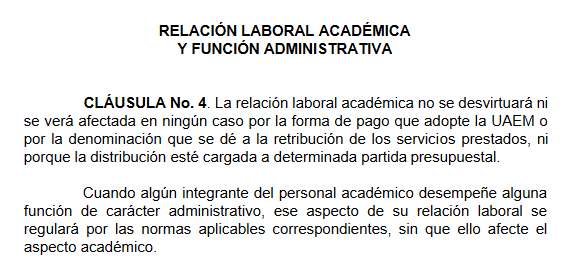 RELACIÓN LABORAL ACADÉMICA
Y FUNCIÓN ADMINISTRATIVA
CLÁUSULA No. 4. La relación laboral académica no se desvirtuará ni
se verá afectada en ningún caso por la forma de pago que adopte la UAEM o
por la denominación que se dé a la retribución de los servicios prestados, ni
porque la distribución esté cargada a determinada partida presupuestal.
Cuando algún integrante del personal académico desempeñe alguna
función de carácter administrativo, ese aspecto de su relación laboral se
regulará por las normas aplicables correspondientes, sin que ello afecte el
aspecto académico.